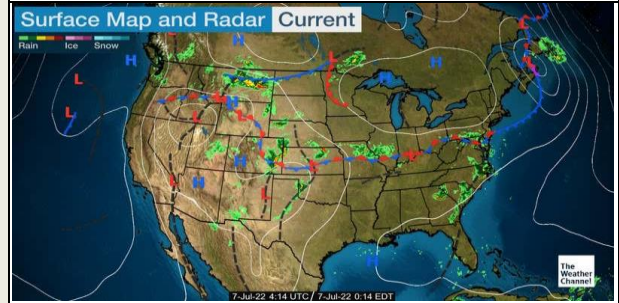 Surface Map and Radar Current
Rain Ice Snow
H
L
H
H
L
H
L
H
L
L
H
L
L
L
L
H
L
L
L
H
L
H
The
Weather
Channel
7-Jul-22 4:14 UTC / 7-Jul-22 0:14 EDT